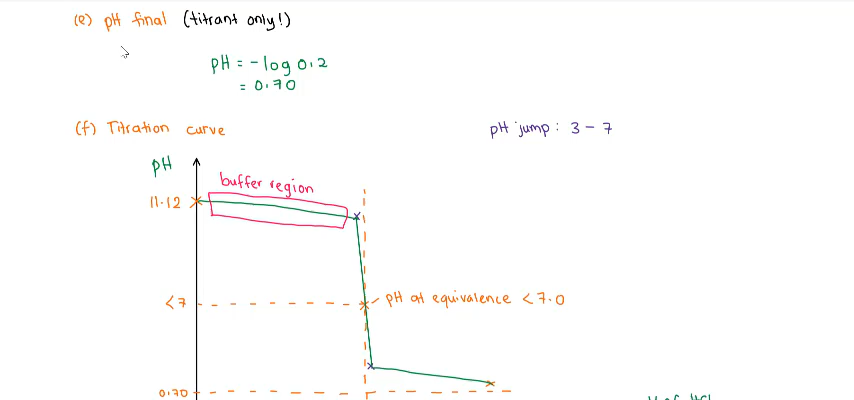 (e) pH final (titrant only!)
pH = -log 0.2
= 0.70
(f) Titration curve
pH jump: 3 - 7
pH
buffer region
11.12
<7
pH at equivalence < 7.0
0.70